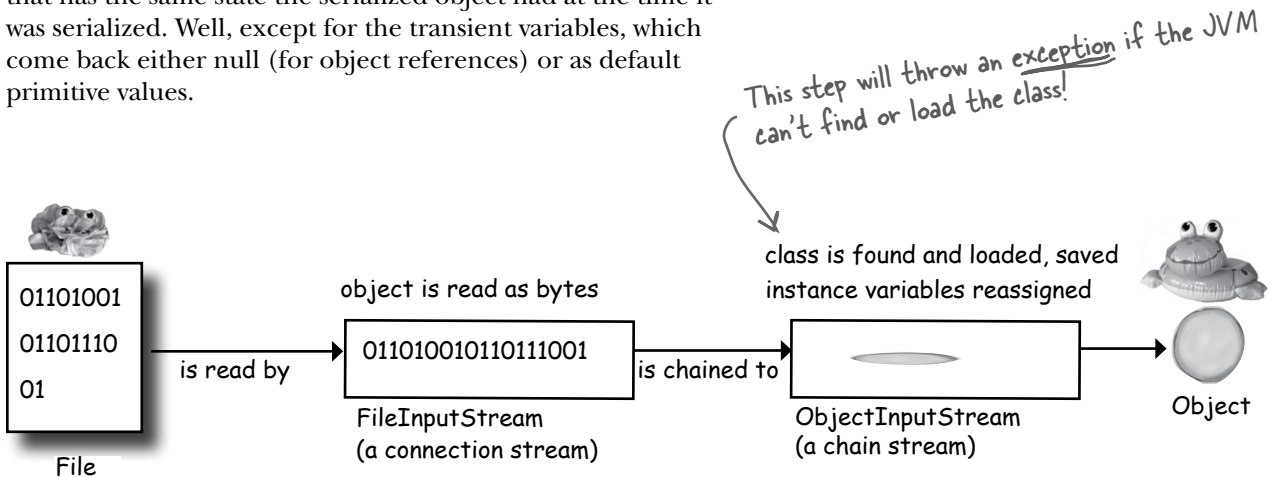 that has the same state the serialized object had at the time it
was serialized. Well, except for the transient variables, which
come back either null (for object references) or as default
primitive values.
This step will throw an exception if the JVM
can't find or load the class!
class is found and loaded, saved
instance variables reassigned
object is read as bytes
01101001
01101110
01
is read by
011010010110111001
is chained to
FileInputStream
(a connection stream)
ObjectInputStream
(a chain stream)
Object
File